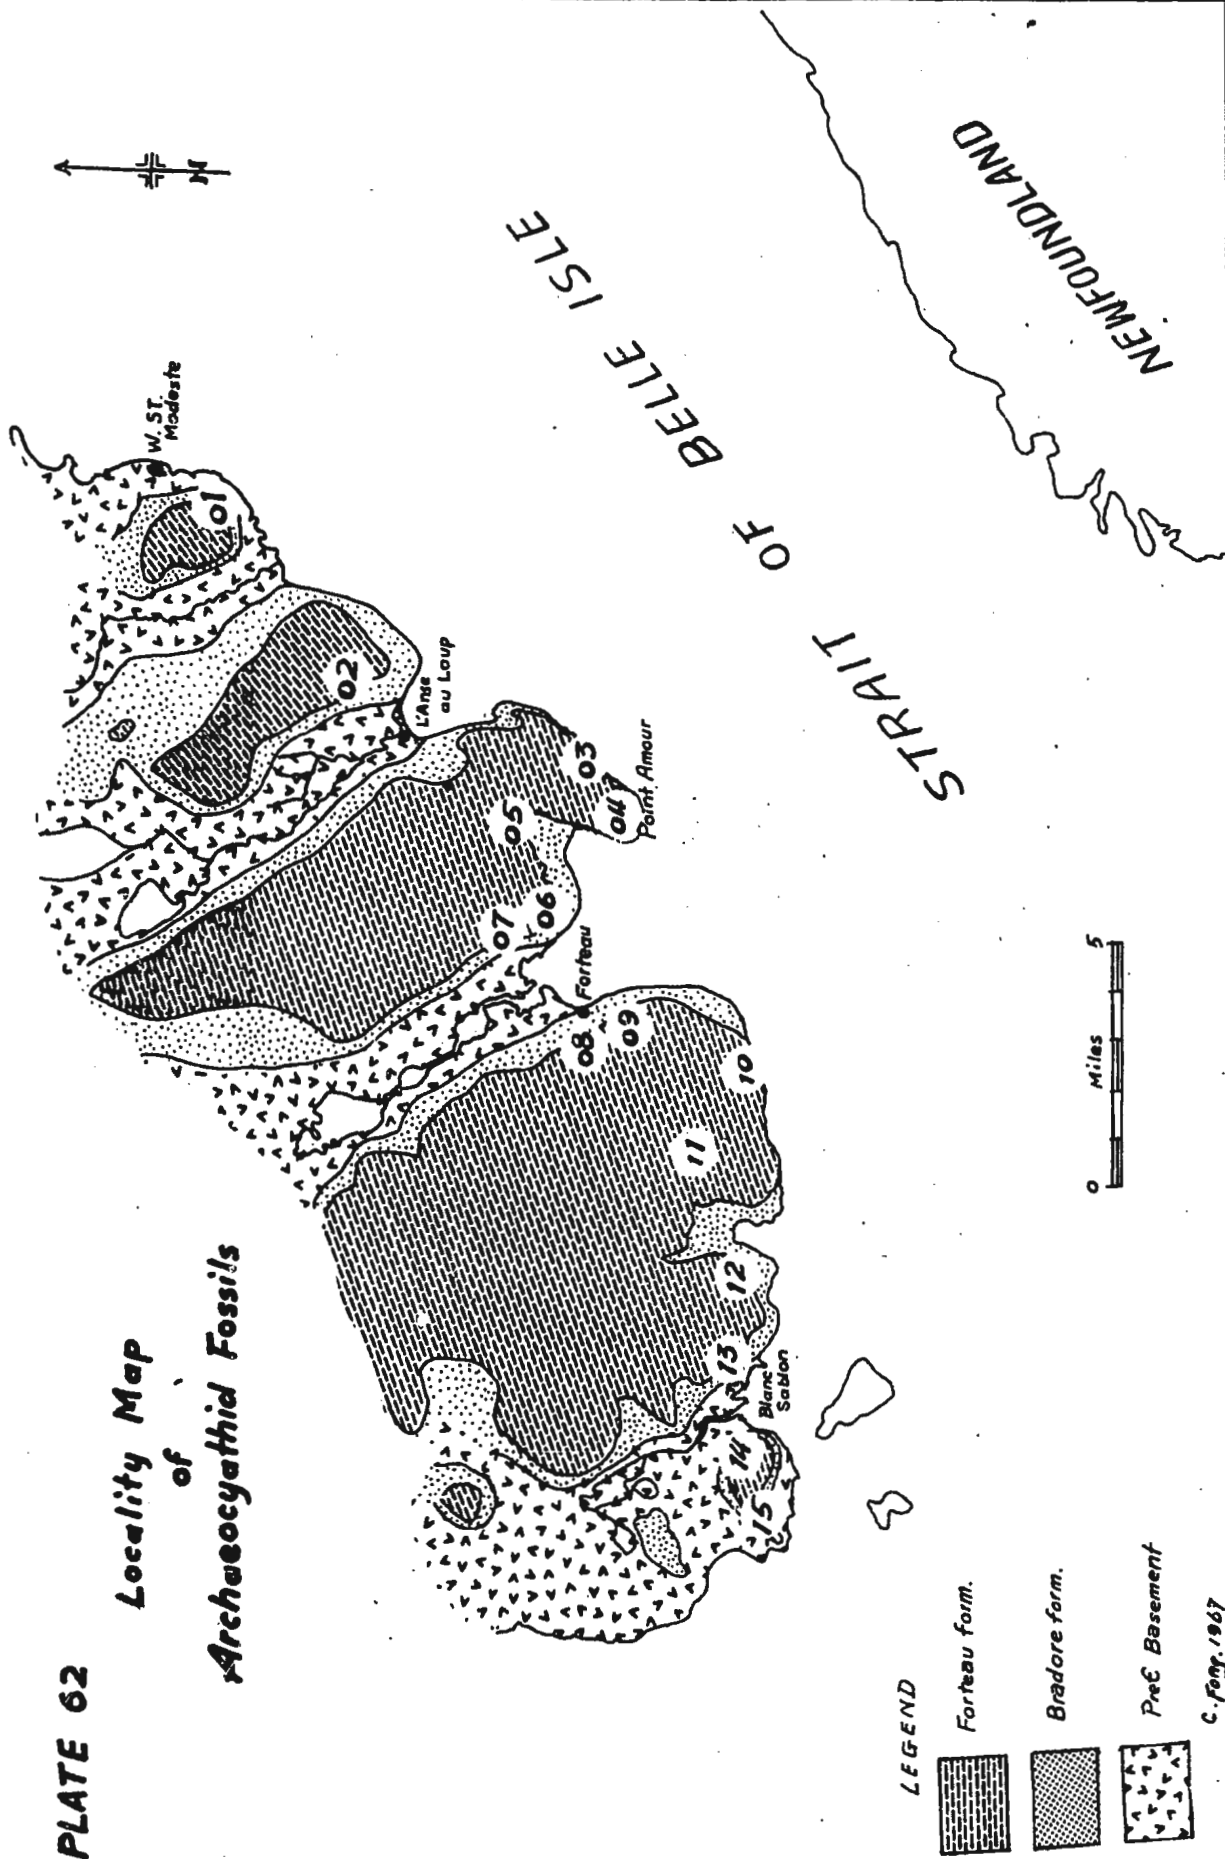 PLATE 62
Locality Map
of
Archaeocyathid Fossils
N
W. ST.
Modeste
01
02
L'Anse
au Loup
03
04
Point Amour
05
06
07
Forteau
08
09
10
11
12
13
Blanc
Sablon
14
15
STRAIT OF BELLE ISLE
NEWFOUNDLAND
0 5
Miles
LEGEND
Forteau form.
Bradore form.
PreЄ Basement
C. Fong. 1967